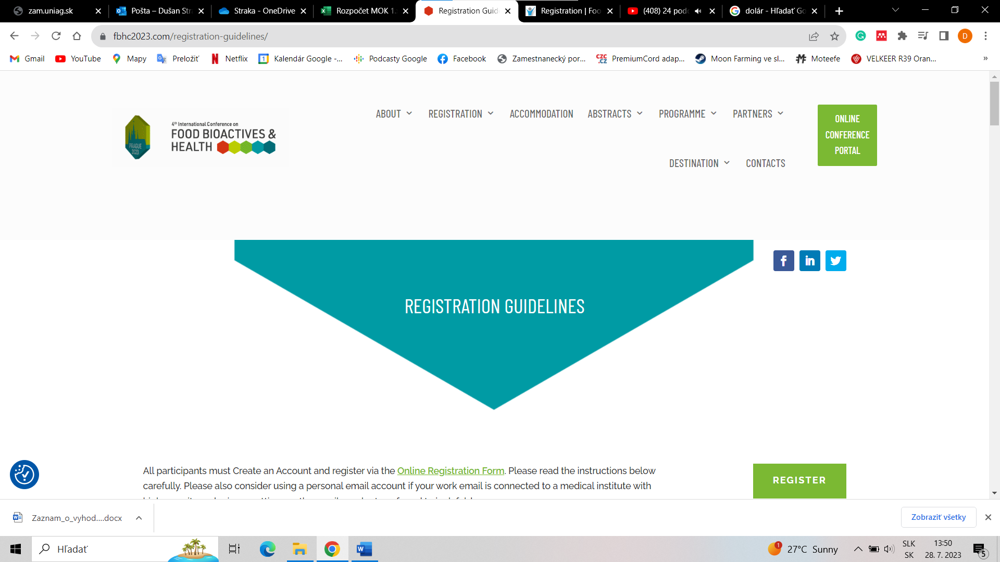 zam.uniag.sk
Pošta – Dušan Str
Straka - OneDrive
Rozpočet MOK 1.
Registration Guid
Registration | Foo
(408) 24 podc
dolár - Hľadať Go
fbhc2023.com/registration-guidelines/
D
Gmail
YouTube
Mapy
Preložiť
Netflix
Kalendár Google -...
Podcasty Google
Facebook
Zamestnanecký por...
PremiumCord adap...
Moon Farming ve sl...
Moteefe
VELKEER R39 Oran...
»
PRAGUE
2023
4th International Conference on
FOOD BIOACTIVES &
HEALTH
ABOUT
REGISTRATION
ACCOMMODATION
ABSTRACTS
PROGRAMME
PARTNERS
DESTINATION
CONTACTS
ONLINE
CONFERENCE
PORTAL
REGISTRATION GUIDELINES
All participants must Create an Account and register via the Online Registration Form. Please read the instructions below
carefully. Please also consider using a personal email account if your work email is connected to a medical institute with
REGISTER
Zaznam_o_vyhod....docx
Zobraziť všetky
Hľadať
1
27°C Sunny
SLK
SK
13:50
28. 7. 2023
5